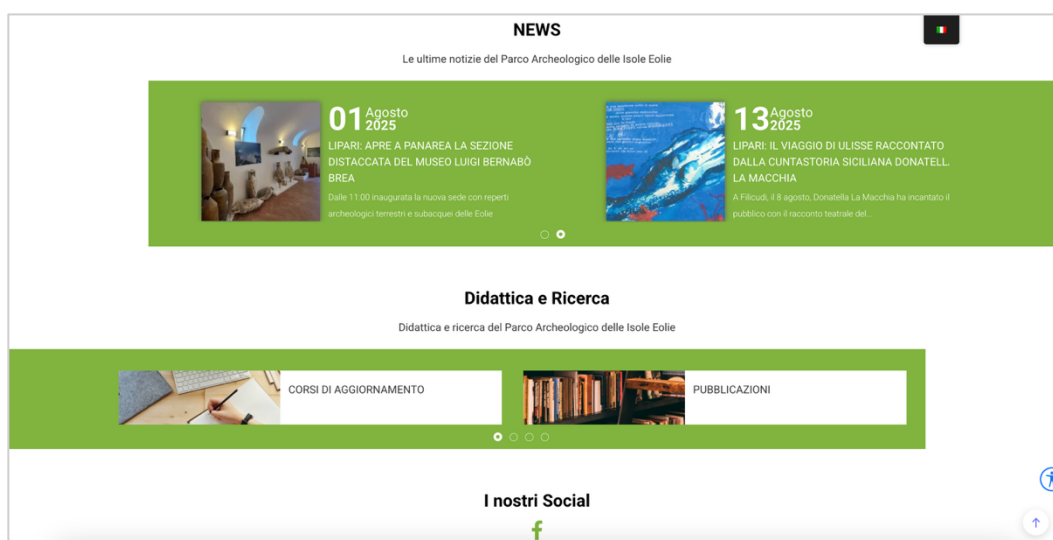 NEWS
Le ultime notizie del Parco Archeologico delle Isole Eolie
01 Agosto
2025
LIPARI: APRE A PANAREA LA SEZIONE
DISTACCATA DEL MUSEO LUIGI BERNABÒ
BREA
Dalle 11:00 inaugurata la nuova sede con reperti
archeologici terrestri e subacquei delle Eolie
13 Agosto
2025
LIPARI: IL VIAGGIO DI ULISSE RACCONTATO
DALLA CUNTASTORIA SICILIANA DONATELL
LA MACCHIA
A Filicudi, il 8 agosto, Donatella La Macchia ha incantato il
pubblico con il racconto teatrale del...
Didattica e Ricerca
Didattica e ricerca del Parco Archeologico delle Isole Eolie
CORSI DI AGGIORNAMENTO
PUBBLICAZIONI
I nostri Social